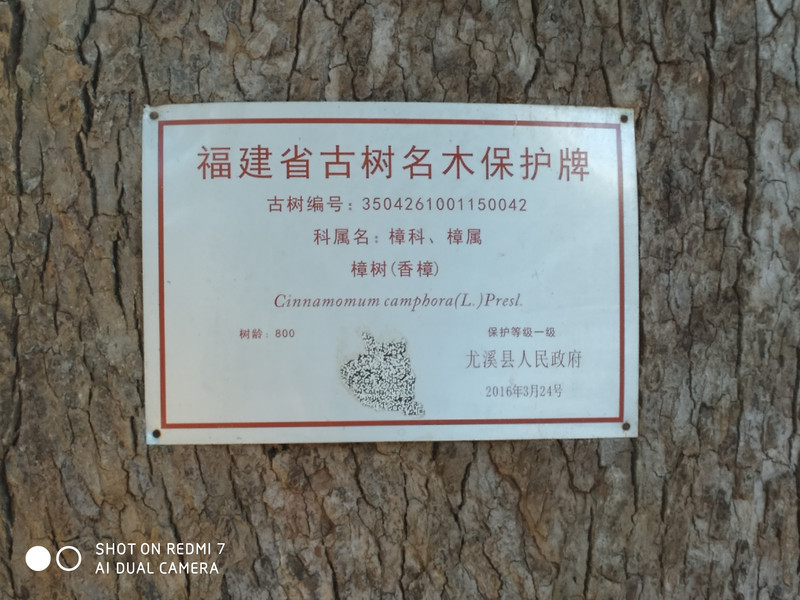 福建省古树名木保护牌
古树编号：3504261001150042
科属名：樟科、樟属
樟树(香樟)
Cinnamomum camphora(L.)Presl.
树龄：800
保护等级一级
尤溪县人民政府
2016年3月24号
SHOT ON REDMI 7
AI DUAL CAMERA